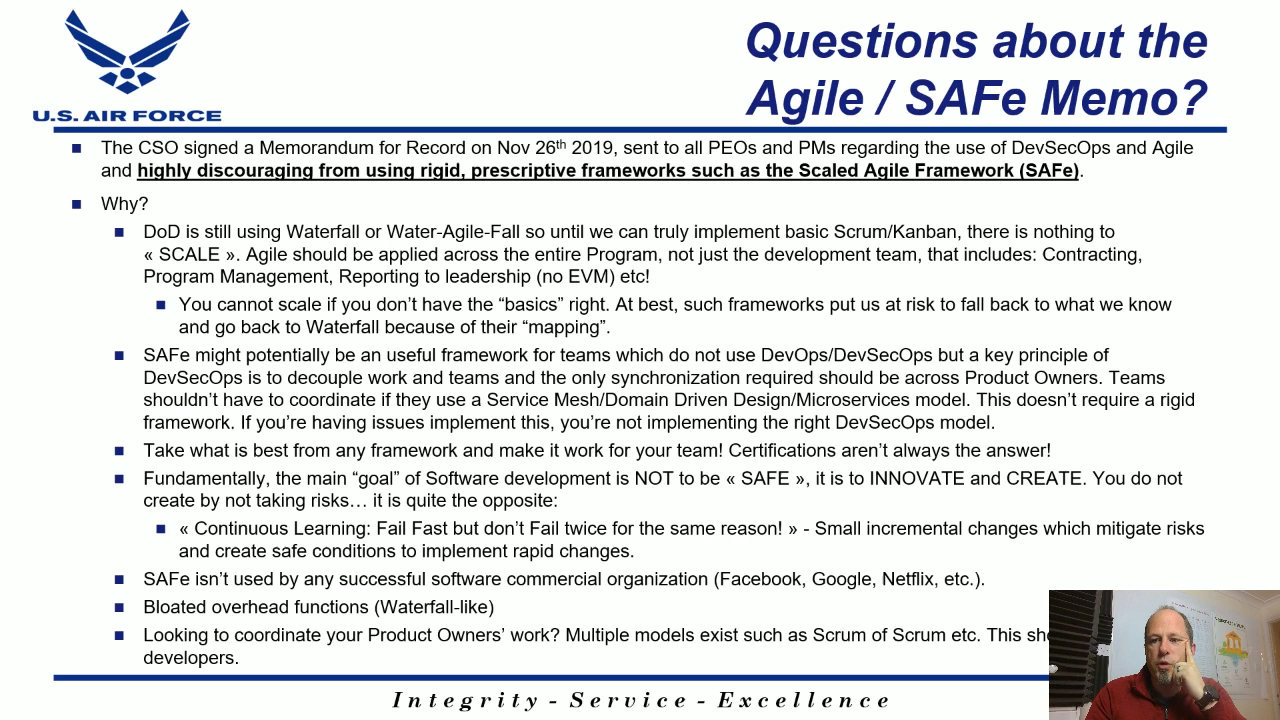 Questions about the
Agile / SAFe Memo?
U.S. AIR FORCE
■ The CSO signed a Memorandum for Record on Nov 26th 2019, sent to all PEOs and PMs regarding the use of DevSecOps and Agile
and highly discouraging from using rigid, prescriptive frameworks such as the Scaled Agile Framework (SAFe).
■ Why?
■ DoD is still using Waterfall or Water-Agile-Fall so until we can truly implement basic Scrum/Kanban, there is nothing to
« SCALE ». Agile should be applied across the entire Program, not just the development team, that includes: Contracting,
Program Management, Reporting to leadership (no EVM) etc!
■ You cannot scale if you don't have the “basics” right. At best, such frameworks put us at risk to fall back to what we know
and go back to Waterfall because of their “mapping”.
■ SAFe might potentially be an useful framework for teams which do not use DevOps/DevSecOps but a key principle of
DevSecOps is to decouple work and teams and the only synchronization required should be across Product Owners. Teams
shouldn't have to coordinate if they use a Service Mesh/Domain Driven Design/Microservices model. This doesn't require a rigid
framework. If you're having issues implement this, you're not implementing the right DevSecOps model.
■ Take what is best from any framework and make it work for your team! Certifications aren't always the answer!
■ Fundamentally, the main “goal” of Software development is NOT to be « SAFE », it is to INNOVATE and CREATE. You do not
create by not taking risks… it is quite the opposite:
■ « Continuous Learning: Fail Fast but don't Fail twice for the same reason! » - Small incremental changes which mitigate risks
and create safe conditions to implement rapid changes.
■ SAFe isn't used by any successful software commercial organization (Facebook, Google, Netflix, etc.).
■ Bloated overhead functions (Waterfall-like)
■ Looking to coordinate your Product Owners' work? Multiple models exist such as Scrum of Scrum etc. This
developers.
Integrity - Service - Excellence